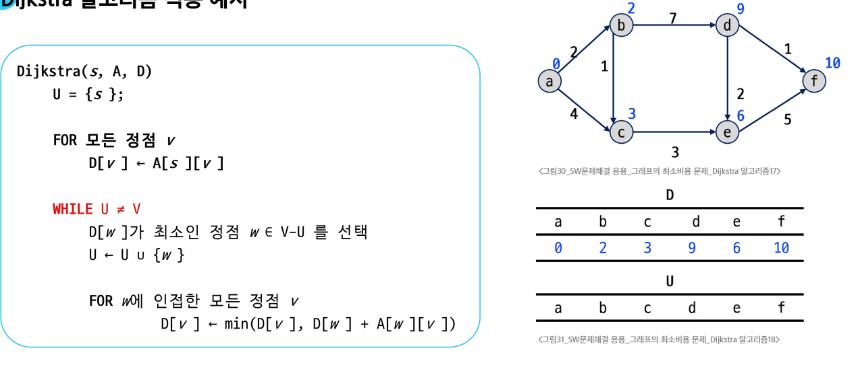 Dijkstra 알고리즘 적용 예시
Dijkstra(s, A, D)
U = {s };
FOR 모든 정점 v
D[v ] ← A[s ][v ]
WHILE U ≠ V
D[w ]가 최소인 정점 w ∈ V-U 를 선택
U ← U ∪ {w }
FOR w에 인접한 모든 정점 v
D[v ] ← min(D[v ], D[w ] + A[w ][v ])
2
9
b
7
d
0
2
1
1
10
a
f
4
3
2
6
5
c
e
3
<그림30_SW문제해결 응용_그래프의 최소비용 문제_Dijkstra 알고리즘17>
D
a b c d e f
0 2 3 9 6 10
U
a b c d e f
<그림31_SW문제해결 응용_그래프의 최소비용 문제_Dijkstra 알고리즘18>